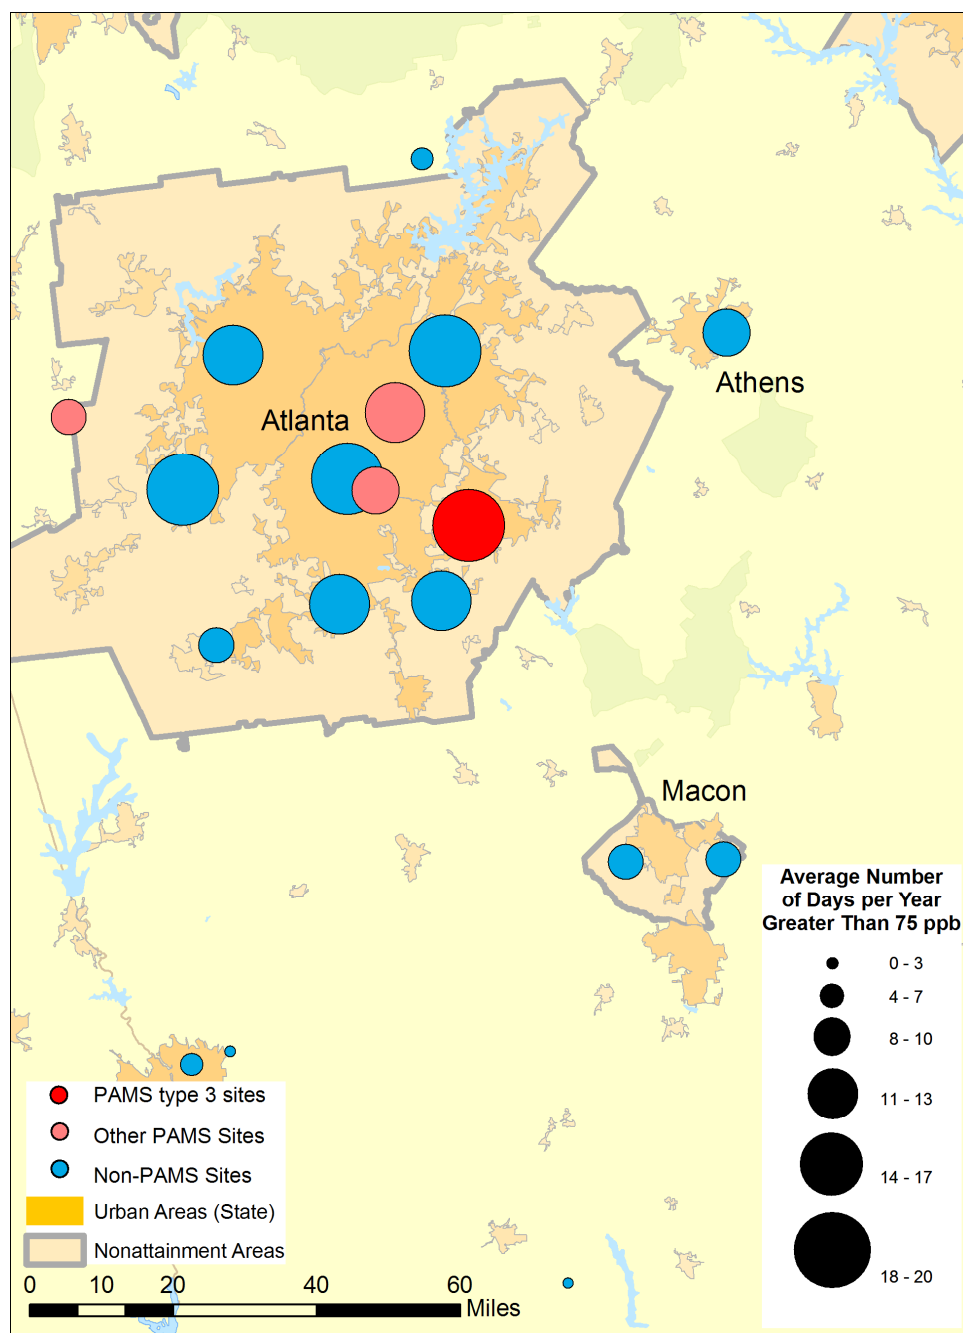 Atlanta
Athens
Macon
Average Number
of Days per Year
Greater Than 75 ppb
0 - 3
4 - 7
8 - 10
11 - 13
14 - 17
18 - 20
PAMS type 3 sites
Other PAMS Sites
Non-PAMS Sites
Urban Areas (State)
Nonattainment Areas
0 10 20 40 60
Miles